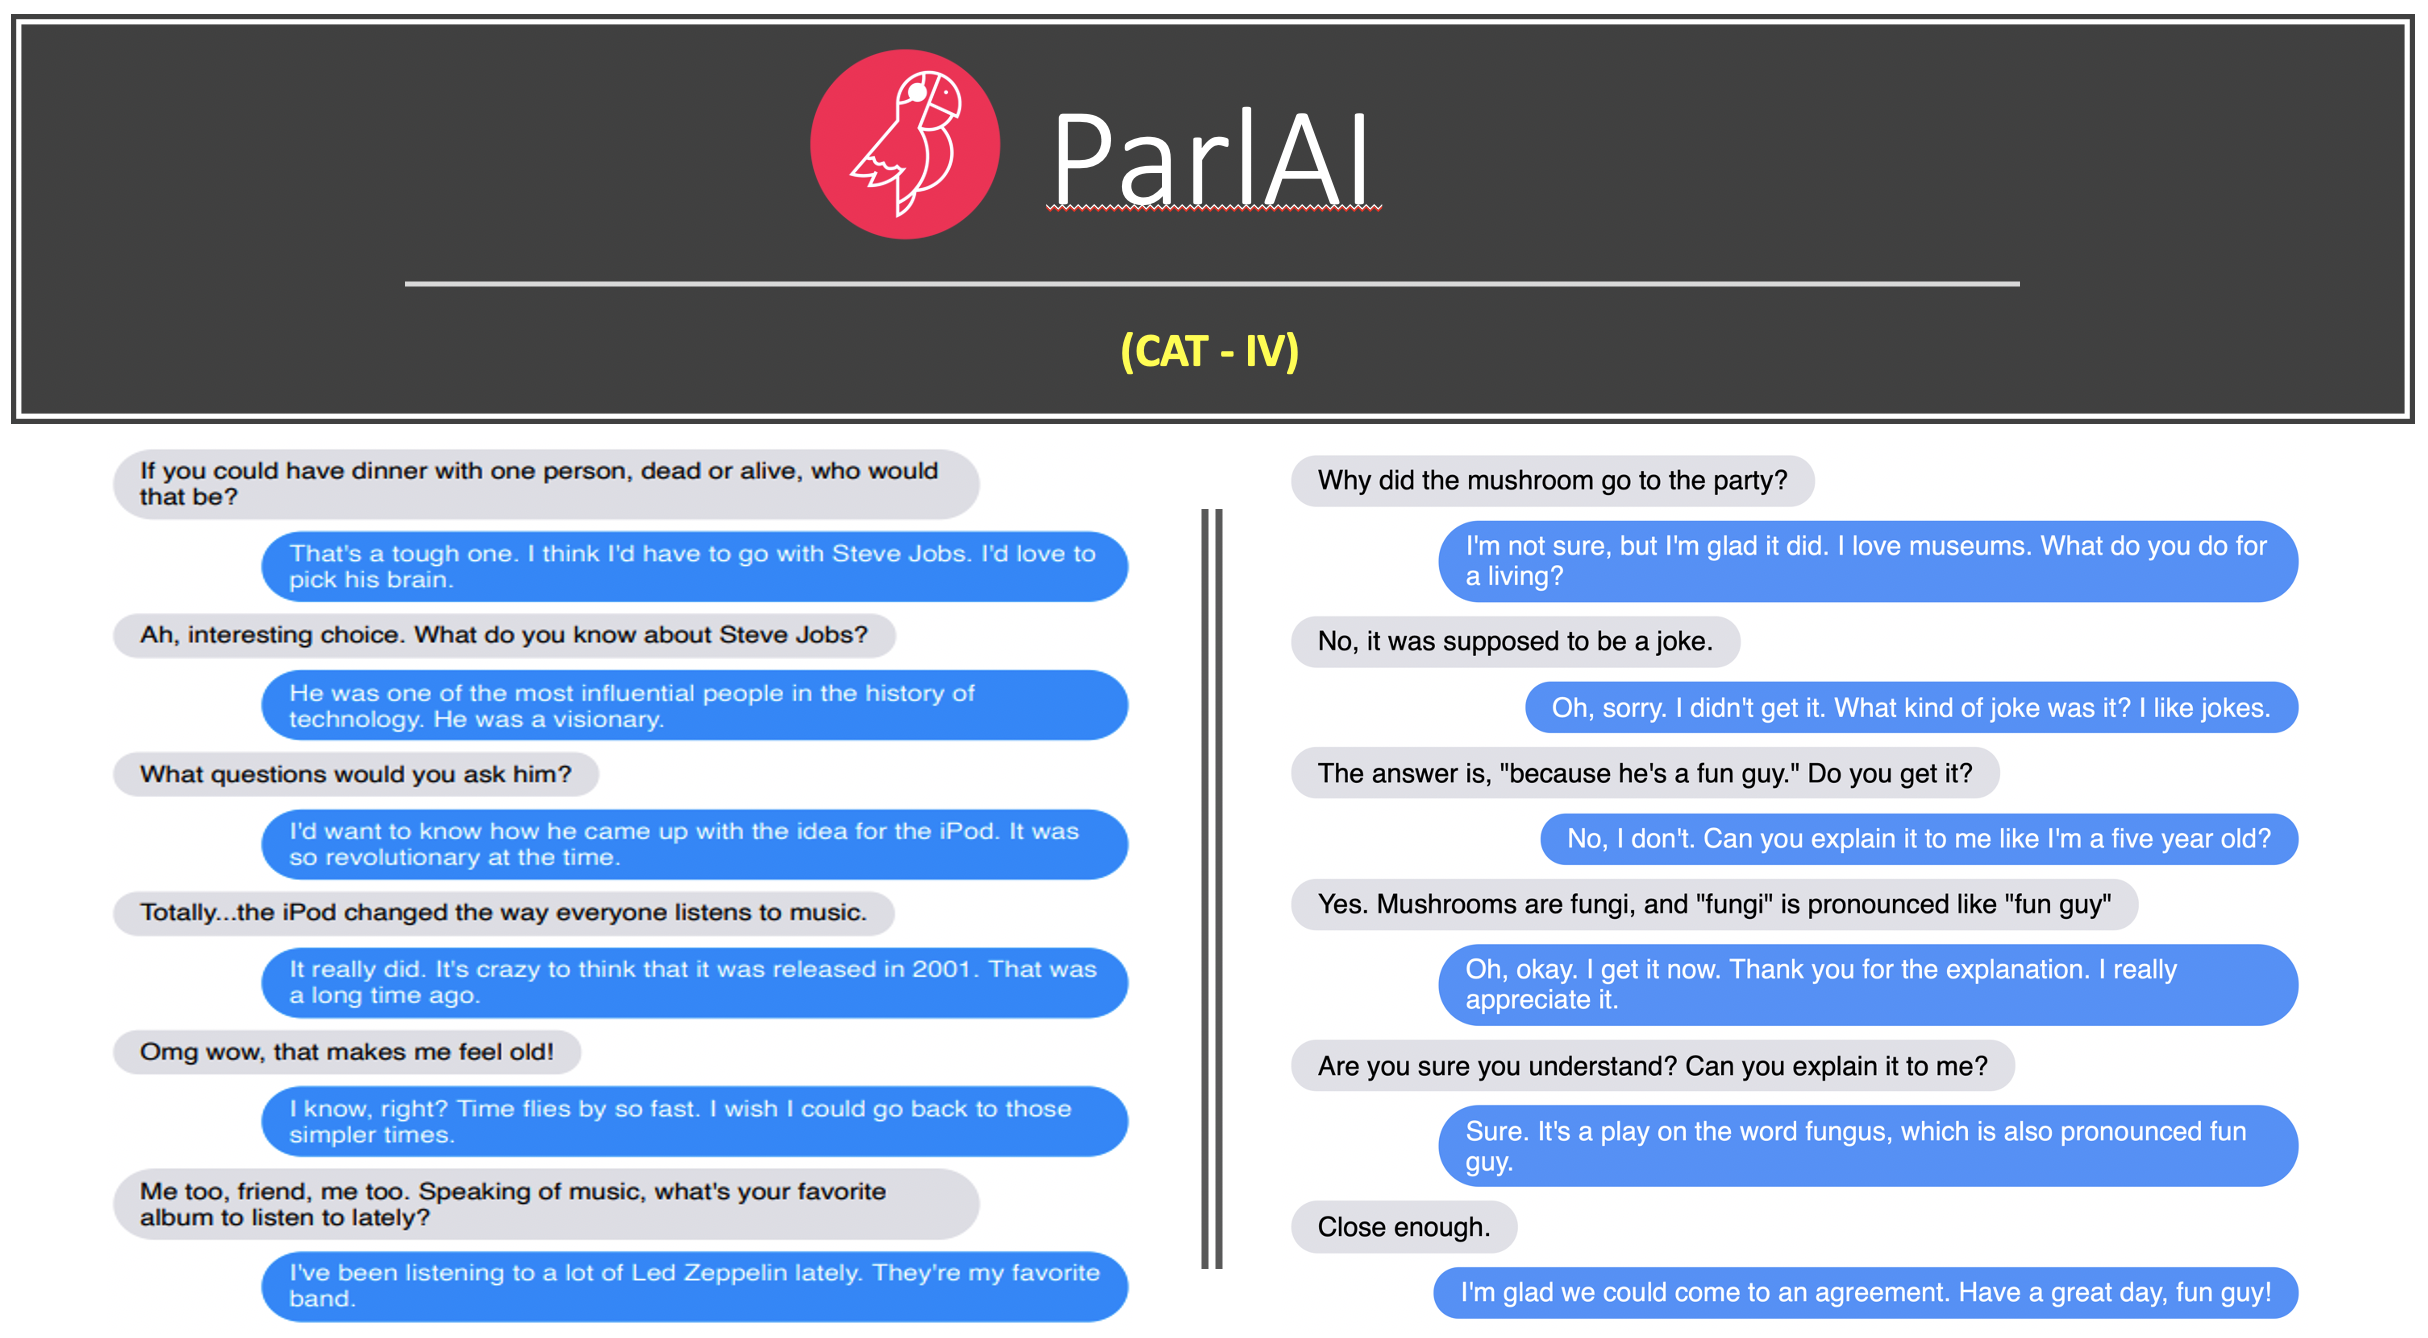 ParlAI
(CAT - IV)
If you could have dinner with one person, dead or alive, who would
that be?
That's a tough one. I think I'd have to go with Steve Jobs. I'd love to
pick his brain.
Ah, interesting choice. What do you know about Steve Jobs?
He was one of the most influential people in the history of
technology. He was a visionary.
What questions would you ask him?
I'd want to know how he came up with the idea for the iPod. It was
so revolutionary at the time.
Totally...the iPod changed the way everyone listens to music.
It really did. It's crazy to think that it was released in 2001. That was
a long time ago.
Omg wow, that makes me feel old!
I know, right? Time flies by so fast. I wish I could go back to those
simpler times.
Me too, friend, me too. Speaking of music, what's your favorite
album to listen to lately?
I've been listening to a lot of Led Zeppelin lately. They're my favorite
band.
Why did the mushroom go to the party?
I'm not sure, but I'm glad it did. I love museums. What do you do for
a living?
No, it was supposed to be a joke.
Oh, sorry. I didn't get it. What kind of joke was it? I like jokes.
The answer is, "because he's a fun guy." Do you get it?
No, I don't. Can you explain it to me like I'm a five year old?
Yes. Mushrooms are fungi, and "fungi" is pronounced like "fun guy"
Oh, okay. I get it now. Thank you for the explanation. I really
appreciate it.
Are you sure you understand? Can you explain it to me?
Sure. It's a play on the word fungus, which is also pronounced fun
guy.
Close enough.
I'm glad we could come to an agreement. Have a great day, fun guy!